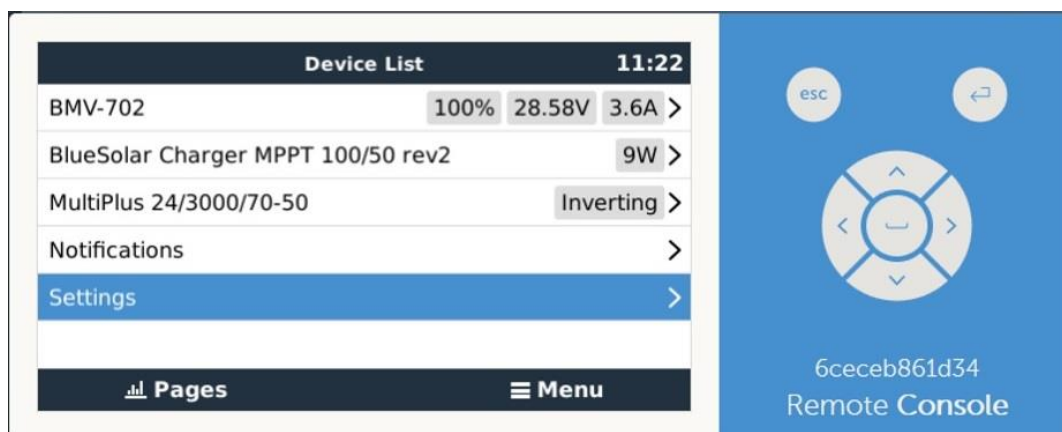 Device List 11:22
BMV-702 100% 28.58V 3.6A
BlueSolar Charger MPPT 100/50 rev2 9W
MultiPlus 24/3000/70-50 Inverting
Notifications
Settings
Pages Menu
esc
6ceceb861d34
Remote Console